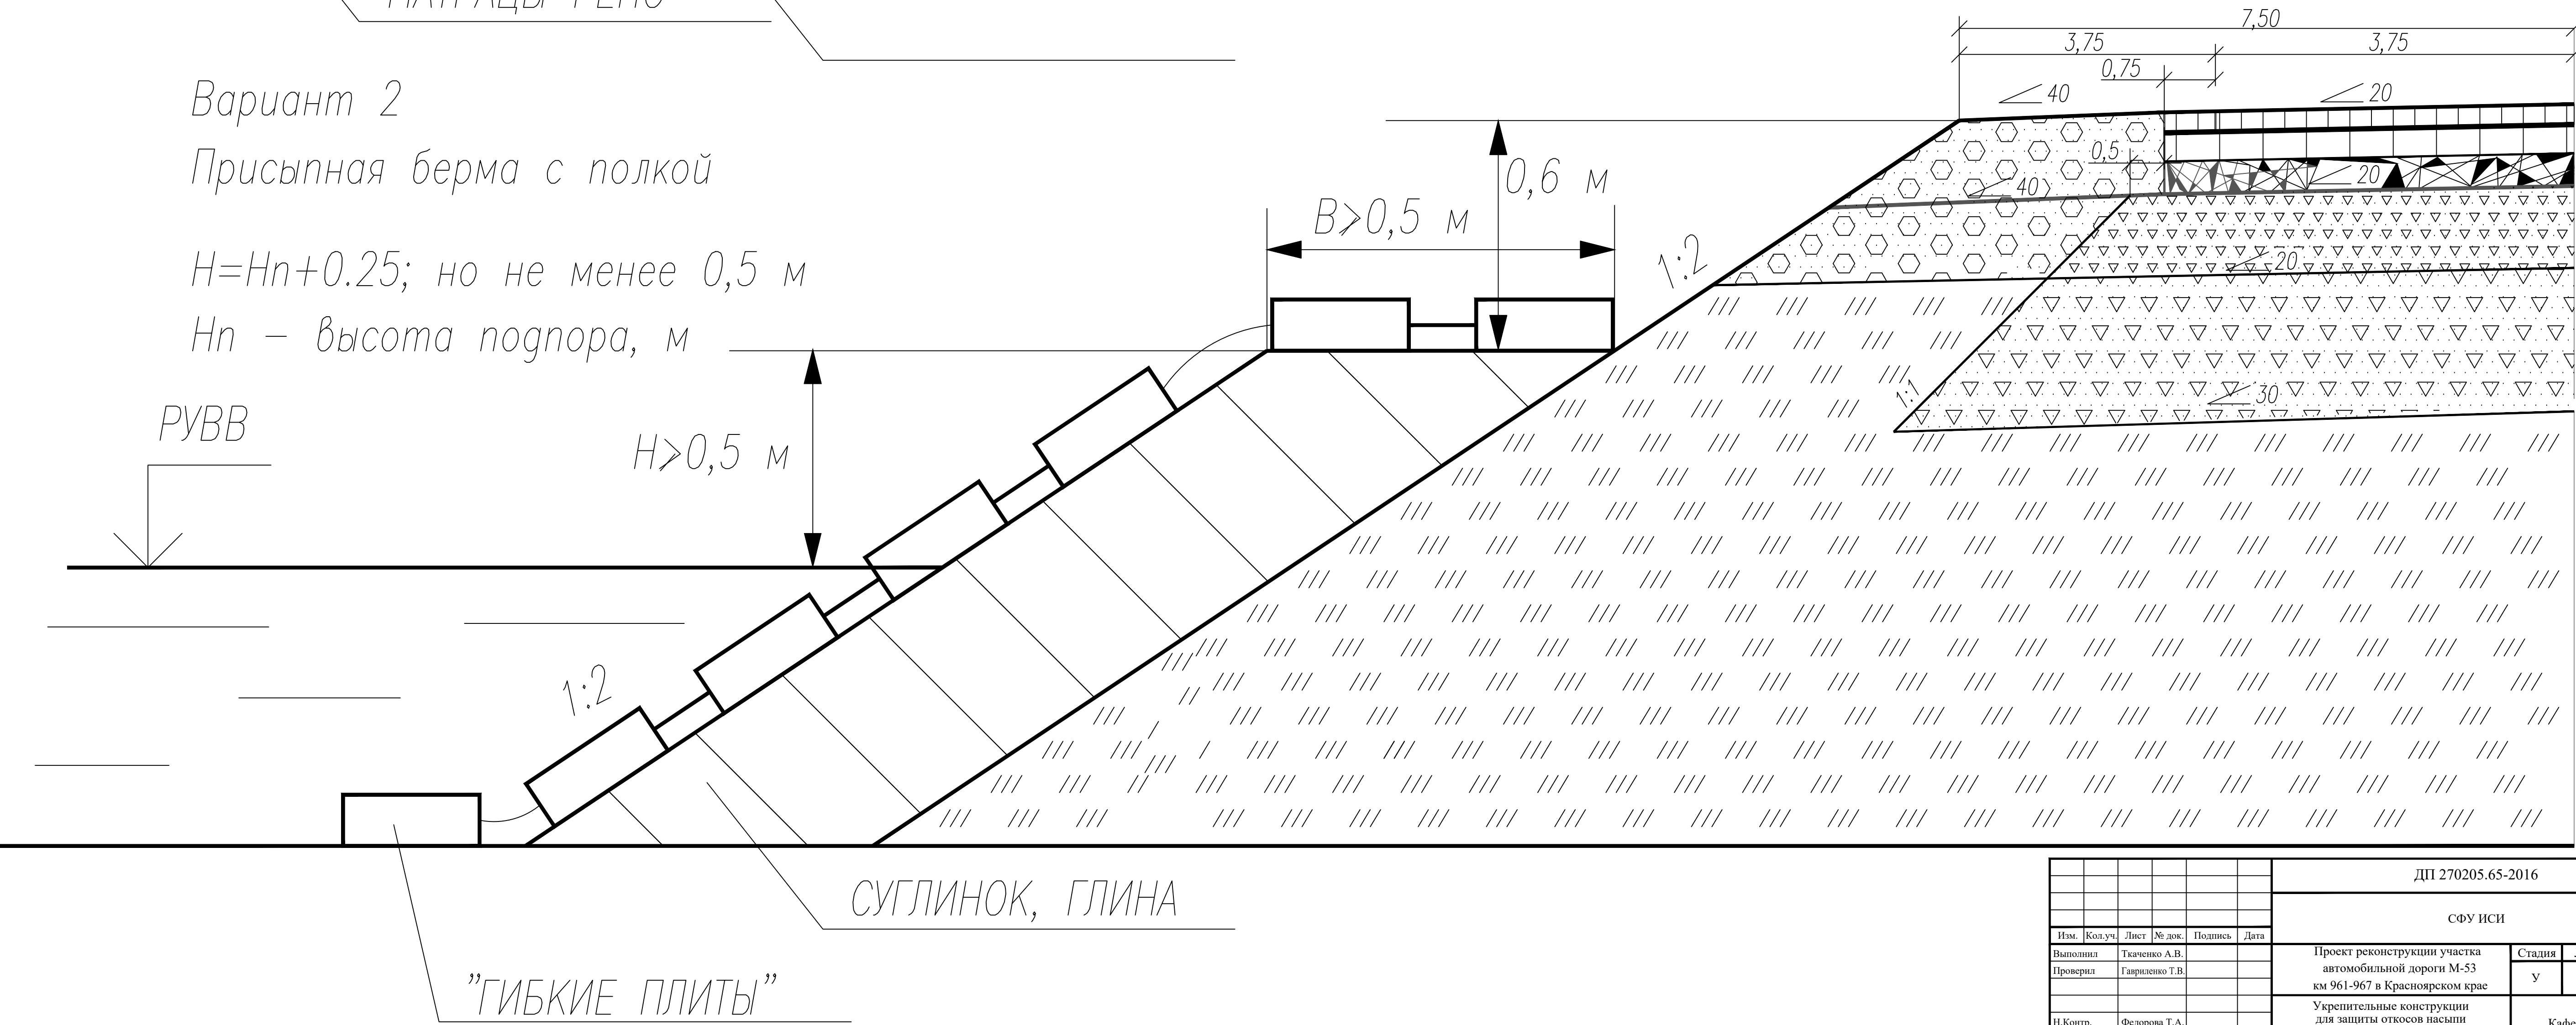 МАТРАЦЫ РЕНО
7,50
3,75 3,75
0,75
40 20
Вариант 2
Присыпная берма с полкой
H=Hп+0.25; но не менее 0,5 м
Hп – высота подпора, м
0,6 м
B⩾0,5 м
0,5
40 20
1:2
20
1:1
30
РУВВ
H⩾0,5 м
1:2
СУГЛИНОК, ГЛИНА
"ГИБКИЕ ПЛИТЫ"
ДП 270205.65-2016
СФУ ИСИ
Изм. Кол.уч. Лист № док. Подпись Дата
Выполнил Ткаченко А.В.
Проверил Гавриленко Т.В.
Н.Контр. Федорова Т.А.
Проект реконструкции участка
автомобильной дороги М-53
км 961-967 в Красноярском крае
Стадия
У
Укрепительные конструкции
для защиты откосов насыпи